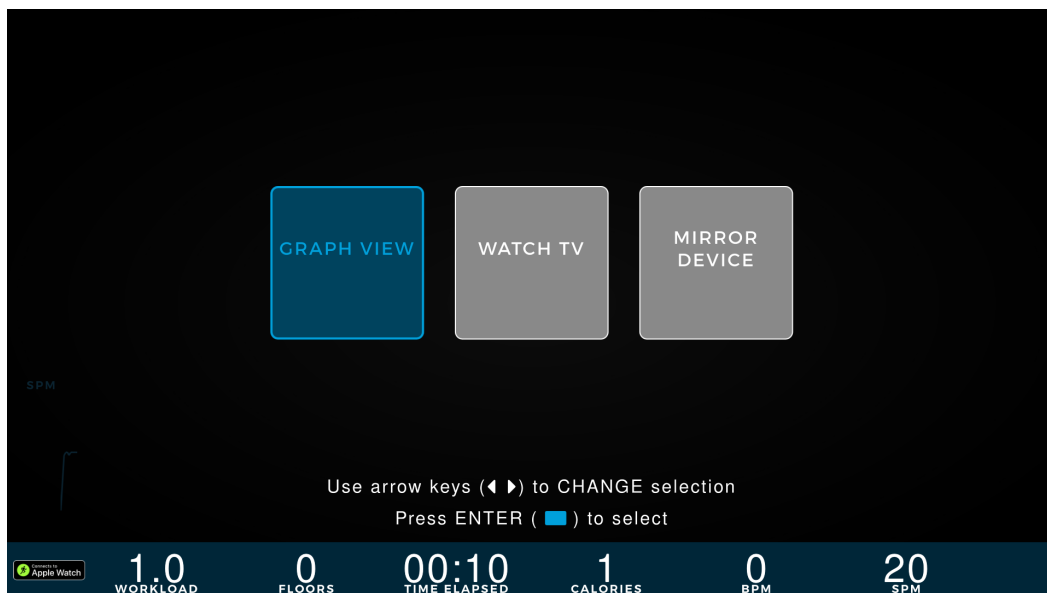 GRAPH VIEW
WATCH TV
MIRROR
DEVICE
SPM
Use arrow keys ( ) to CHANGE selection
Press ENTER ( ) to select
Connects to
Apple Watch
1.0
WORKLOAD
0
FLOORS
00:10
TIME ELAPSED
1
CALORIES
0
BPM
20
SPM